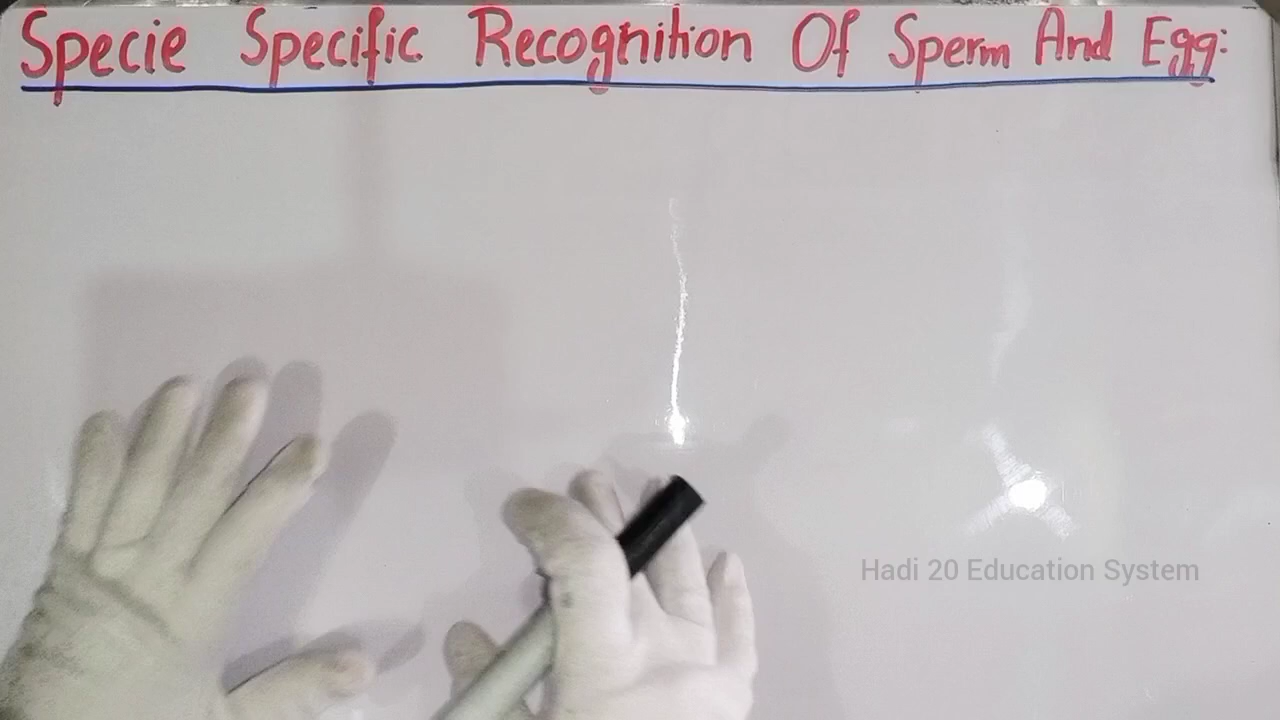 Specie Specific Recognition Of Sperm And Egg:
Hadi 20 Education System